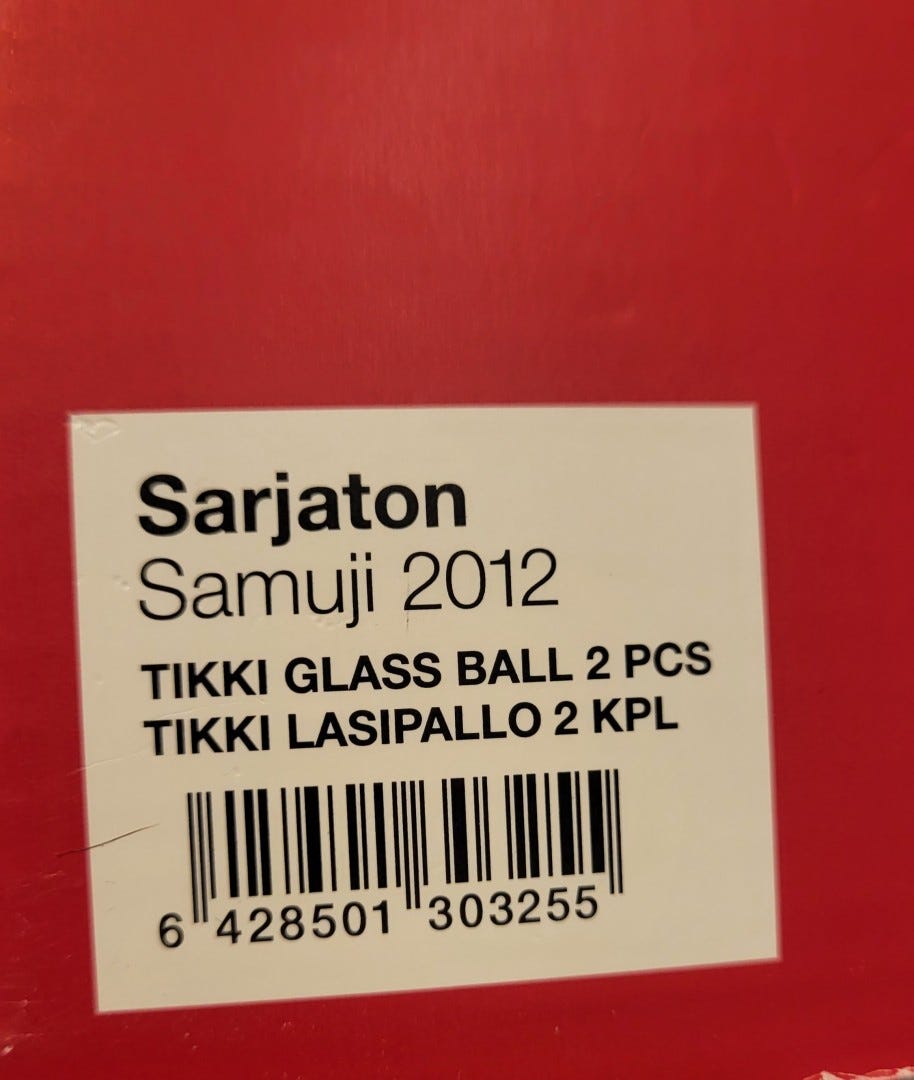 Sarjaton
Samuji 2012
TIKKI GLASS BALL 2 PCS
TIKKI LASIPALLO 2 KPL
6 428501 303255